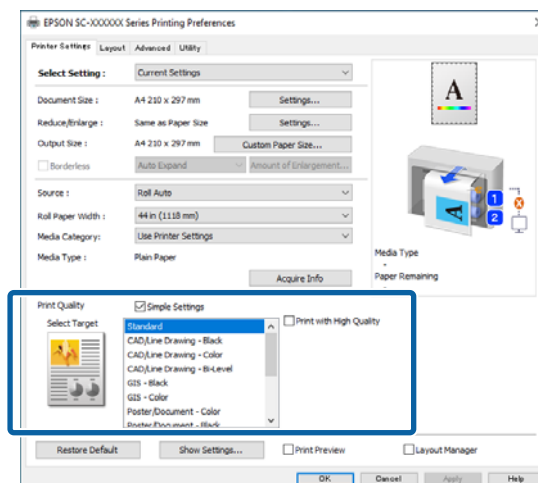 EPSON SC-XXXXXX Series Printing Preferences
Printer Settings Layout Advanced Utility
Select Setting : Current Settings
Document Size : A4 210 x 297 mm Settings...
Reduce/Enlarge : Same as Paper Size Settings...
Output Size : A4 210 x 297 mm Custom Paper Size...
Borderless Auto Expand Amount of Enlargement...
Source : Roll Auto
Roll Paper Width : 44 in (1118 mm)
Media Category: Use Printer Settings
Media Type : Plain Paper
Acquire Info
A
A
1
2
Media Type
-
Paper Remaining
-
Print Quality Simple Settings
Select Target
Standard
CAD/Line Drawing - Black
CAD/Line Drawing - Color
CAD/Line Drawing - Bi-Level
GIS - Black
GIS - Color
Poster/Document - Color
Poster/Document - Black
Print with High Quality
Restore Default Show Settings... Print Preview Layout Manager
OK Cancel Apply Help